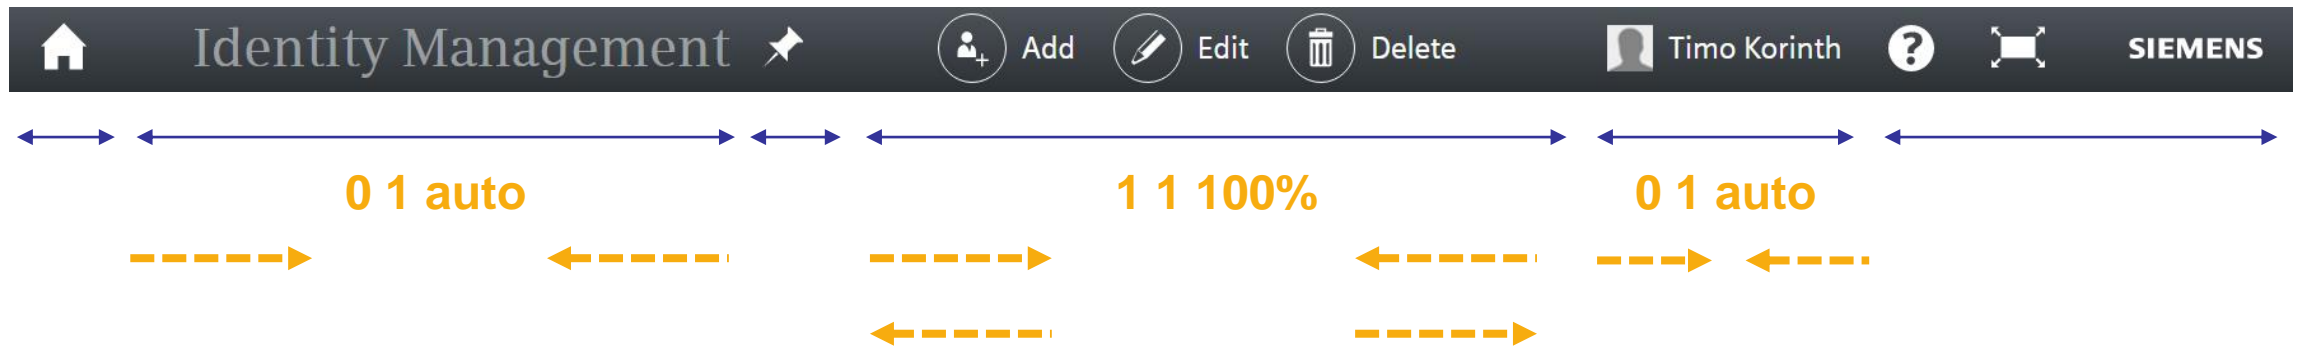 Identity Management Add Edit Delete Timo Korinth ? SIEMENS
0 1 auto 1 1 100% 0 1 auto